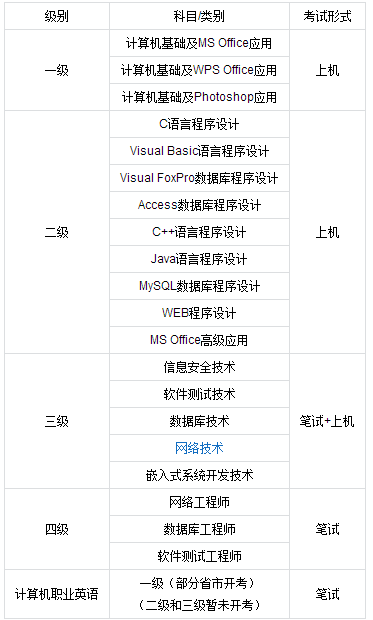 级别 科目/类别 考试形式
计算机基础及MS Office应用
一级 计算机基础及WPS Office应用 上机
计算机基础及Photoshop应用
C语言程序设计
Visual Basic语言程序设计
Visual FoxPro数据库程序设计
Access数据库程序设计
二级 C++语言程序设计 上机
Java语言程序设计
MySQL数据库程序设计
WEB程序设计
MS Office高级应用
信息安全技术
软件测试技术
三级 数据库技术 笔试+上机
网络技术
嵌入式系统开发技术
网络工程师
四级 数据库工程师 笔试
软件测试工程师
计算机职业英语 一级（部分省市开考） 笔试
（二级和三级暂未开考）